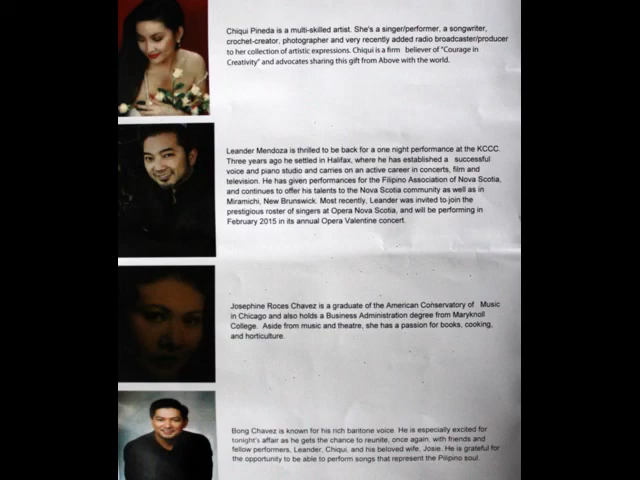 Chiqui Pineda is a multi-skilled artist. She's a singer/performer, a songwriter,
crochet-creator, photographer and very recently added radio broadcaster/producer
to her collection of artistic expressions. Chiqui is a firm believer of "Courage in
Creativity" and advocates sharing this gift from Above with the world.
Leander Mendoza is thrilled to be back for a one night performance at the KCCC.
Three years ago he settled in Halifax, where he has established a successful
voice and piano studio and carries on an active career in concerts, film and
television. He has given performances for the Filipino Association of Nova Scotia,
and continues to offer his talents to the Nova Scotia community as well as in
Miramichi, New Brunswick. Most recently, Leander was invited to join the
prestigious roster of singers at Opera Nova Scotia, and will be performing in
February 2015 in its annual Opera Valentine concert.
Josephine Roces Chavez is a graduate of the American Conservatory of Music
in Chicago and also holds a Business Administration degree from Maryknoll
College. Aside from music and theatre, she has a passion for books, cooking,
and horticulture.
Bong Chavez is known for his rich baritone voice. He is especially excited for
tonight's affair as he gets the chance to reunite, once again, with friends and
fellow performers, Leander, Chiqui, and his beloved wife, Josie. He is grateful for
the opportunity to be able to perform songs that represent the Pilipino soul.